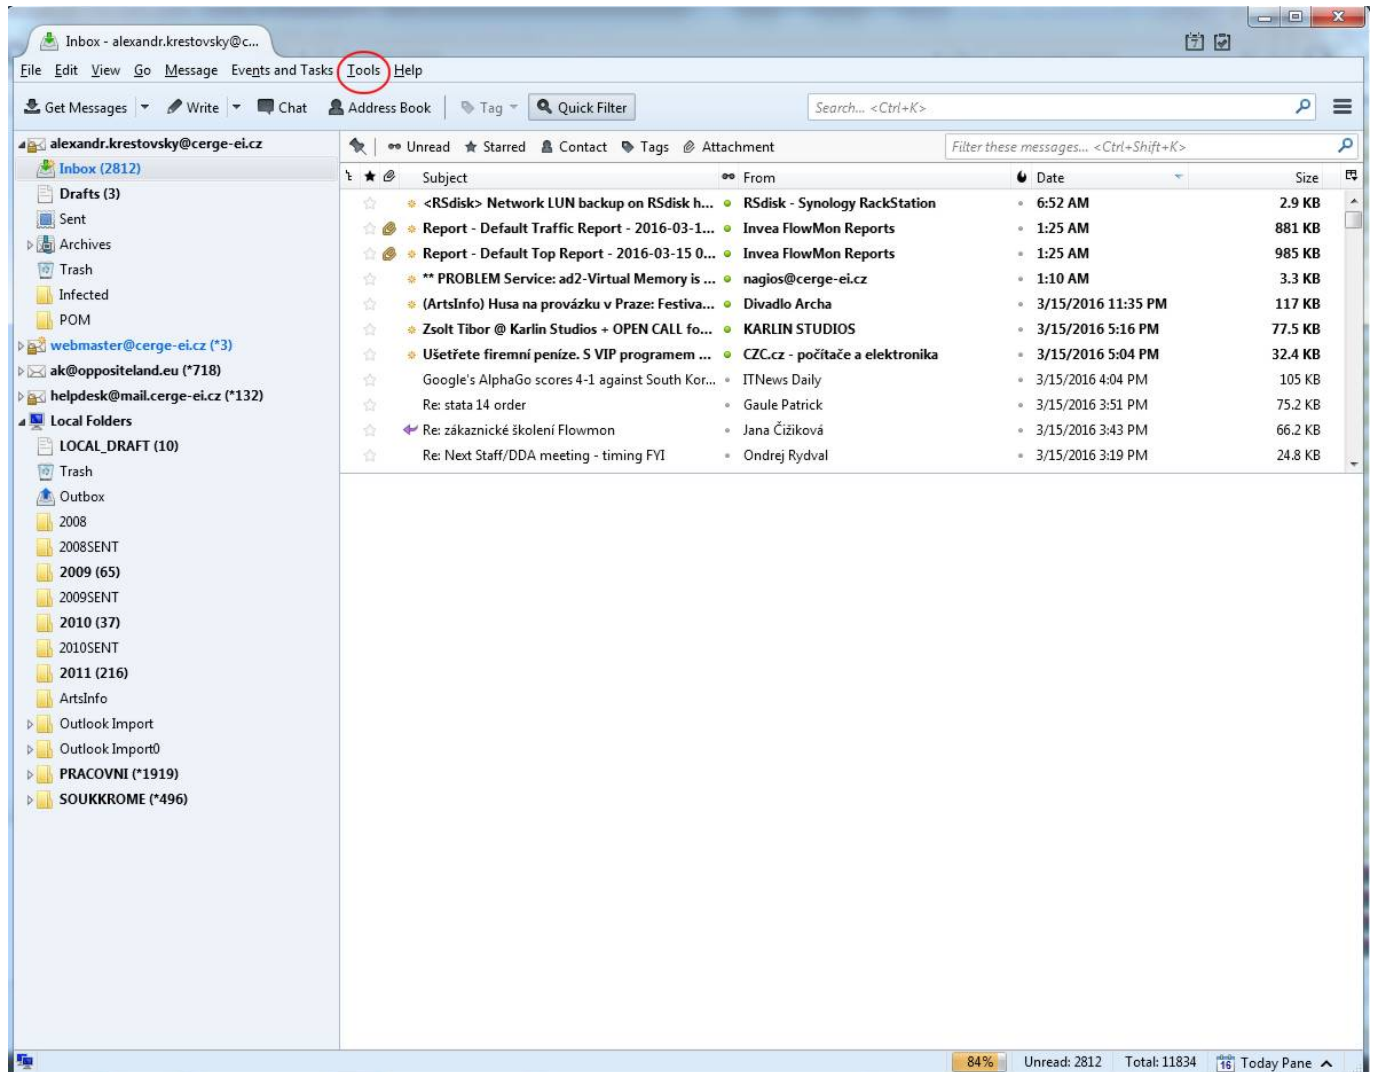 Inbox - alexandr.krestovsky@c...
File Edit View Go Message Events and Tasks Tools Help
Get Messages Write Chat Address Book Tag Quick Filter Search... <Ctrl+K>
alexandr.krestovsky@cerge-ei.cz
Inbox (2812)
Drafts (3)
Sent
Archives
Trash
Infected
POM
webmaster@cerge-ei.cz (*3)
ak@oppositeland.eu (*718)
helpdesk@mail.cerge-ei.cz (*132)
Local Folders
LOCAL_DRAFT (10)
Trash
Outbox
2008
2008SENT
2009 (65)
2009SENT
2010 (37)
2010SENT
2011 (216)
ArtsInfo
Outlook Import
Outlook Import0
PRACOVNI (*1919)
SOUKKROME (*496)
Unread Starred Contact Tags Attachment Filter these messages... <Ctrl+Shift+K>
Subject From Date Size
<RSdisk> Network LUN backup on RSdisk h... RSdisk - Synology RackStation 6:52 AM 2.9 KB
Report - Default Traffic Report - 2016-03-1... Invea FlowMon Reports 1:25 AM 881 KB
Report - Default Top Report - 2016-03-15 0... Invea FlowMon Reports 1:25 AM 985 KB
** PROBLEM Service: ad2-Virtual Memory is ... nagios@cerge-ei.cz 1:10 AM 3.3 KB
(ArtsInfo) Husa na provázku v Praze: Festiva... Divadlo Archa 3/15/2016 11:35 PM 117 KB
Zsolt Tibor @ Karlin Studios + OPEN CALL fo... KARLIN STUDIOS 3/15/2016 5:16 PM 77.5 KB
Ušetřete firemní peníze. S VIP programem ... CZC.cz - počítače a elektronika 3/15/2016 5:04 PM 32.4 KB
Google's AlphaGo scores 4-1 against South Kor... ITNews Daily 3/15/2016 4:04 PM 105 KB
Re: stata 14 order Gaule Patrick 3/15/2016 3:51 PM 75.2 KB
Re: zákaznické školení Flowmon Jana Čižiková 3/15/2016 3:43 PM 66.2 KB
Re: Next Staff/DDA meeting - timing FYI Ondrej Rydval 3/15/2016 3:19 PM 24.8 KB
84% Unread: 2812 Total: 11834 16 Today Pane